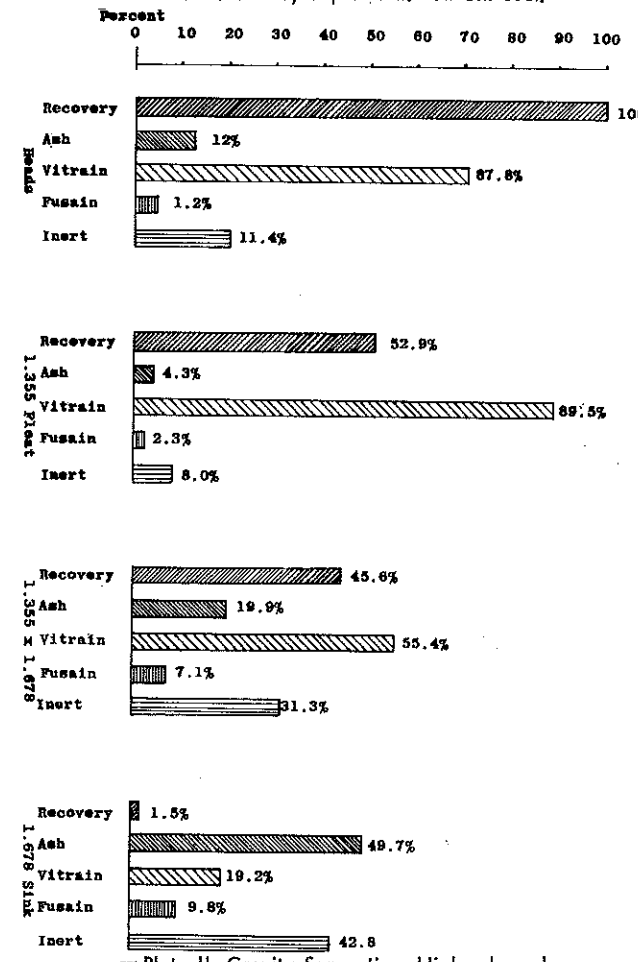 Percent
0 10 20 30 40 50 60 70 80 90 100
Heads
Recovery 10
Ash 12%
Vitrain 87.8%
Fusain 1.2%
Inert 11.4%
1.355 Float
Recovery 52.9%
Ash 4.3%
Vitrain 89.5%
Fusain 2.3%
Inert 8.0%
1.355 x 1.678
Recovery 45.6%
Ash 19.9%
Vitrain 55.4%
Fusain 7.1%
Inert 31.3%
1.678 Sink
Recovery 1.5%
Ash 49.7%
Vitrain 19.2%
Fusain 9.8%
Inert 42.8